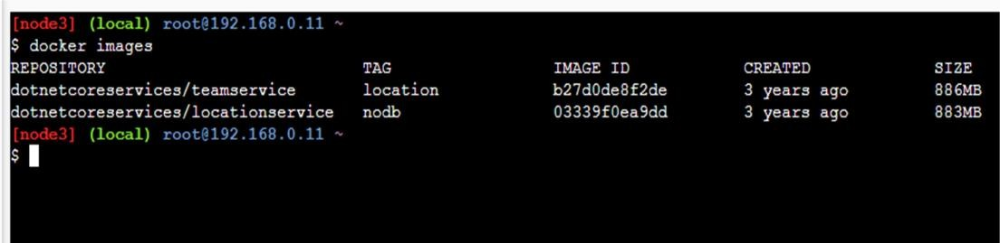 [node3] (local) root@192.168.0.11 ~
$ docker images
REPOSITORY TAG IMAGE ID CREATED SIZE
dotnetcoreservices/teamservice location b27d0de8f2de 3 years ago 886MB
dotnetcoreservices/locationservice nodb 03339f0ea9dd 3 years ago 883MB
[node3] (local) root@192.168.0.11 ~
$